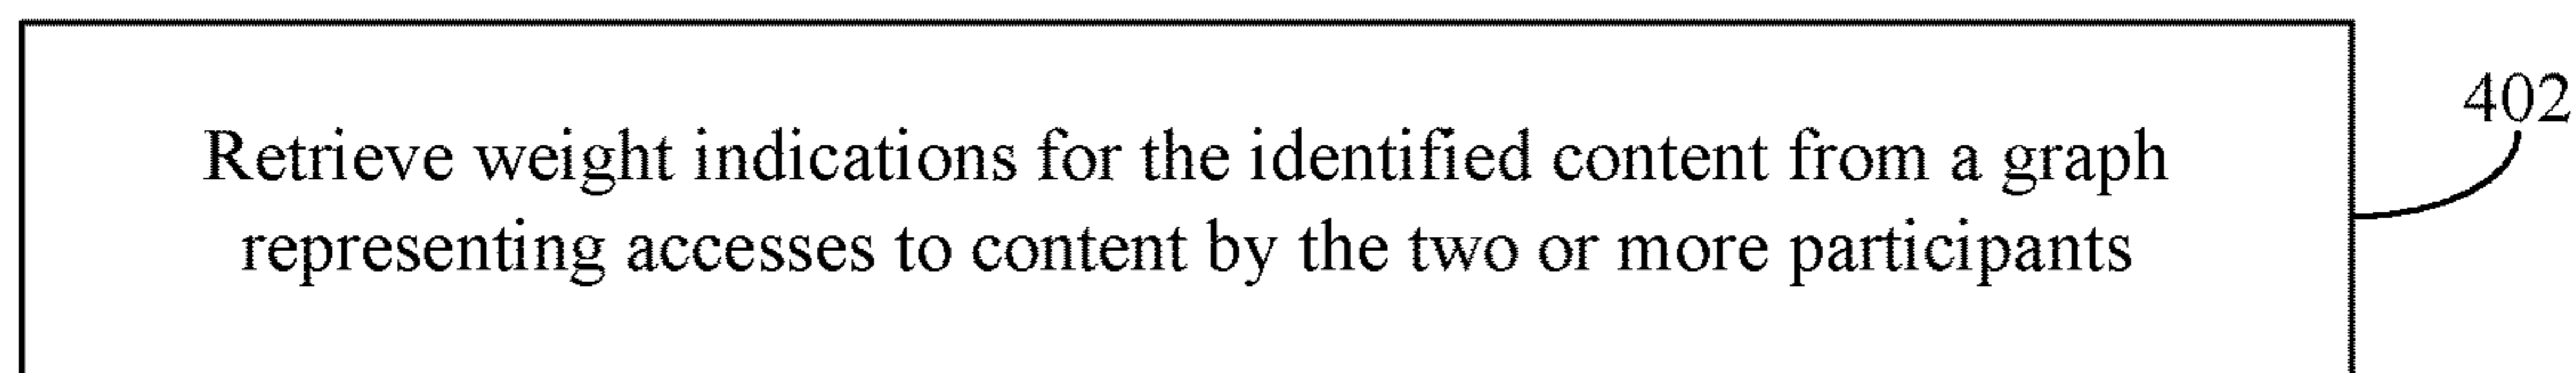 402
Retrieve weight indications for the identified content from a graph
representing accesses to content by the two or more participants